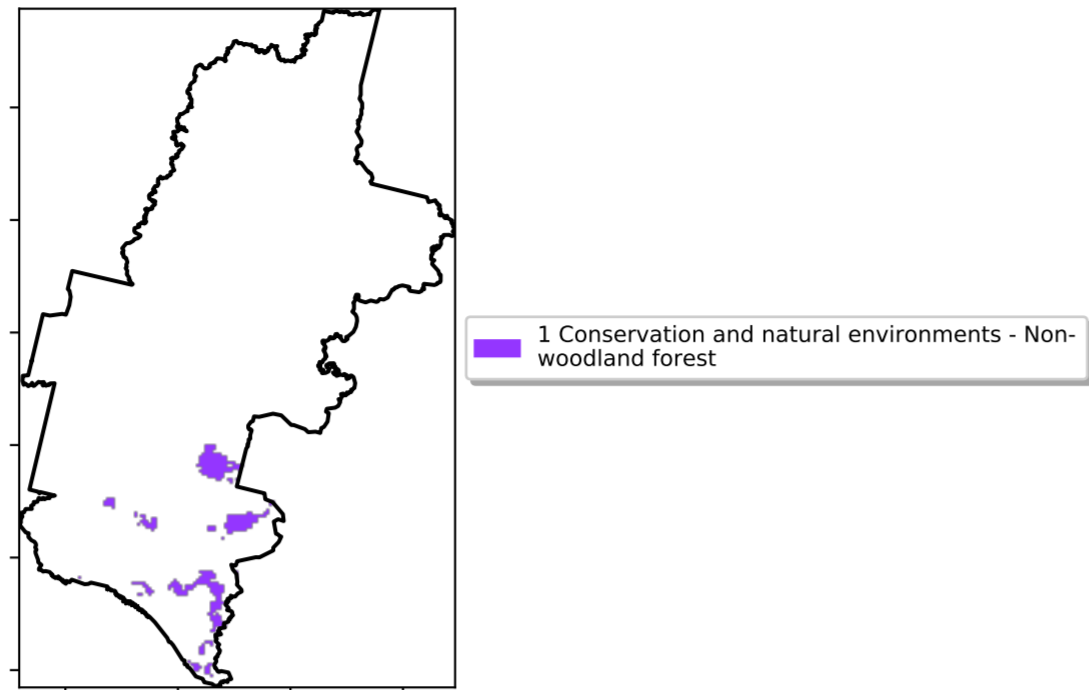 1 Conservation and natural environments - Non-
woodland forest